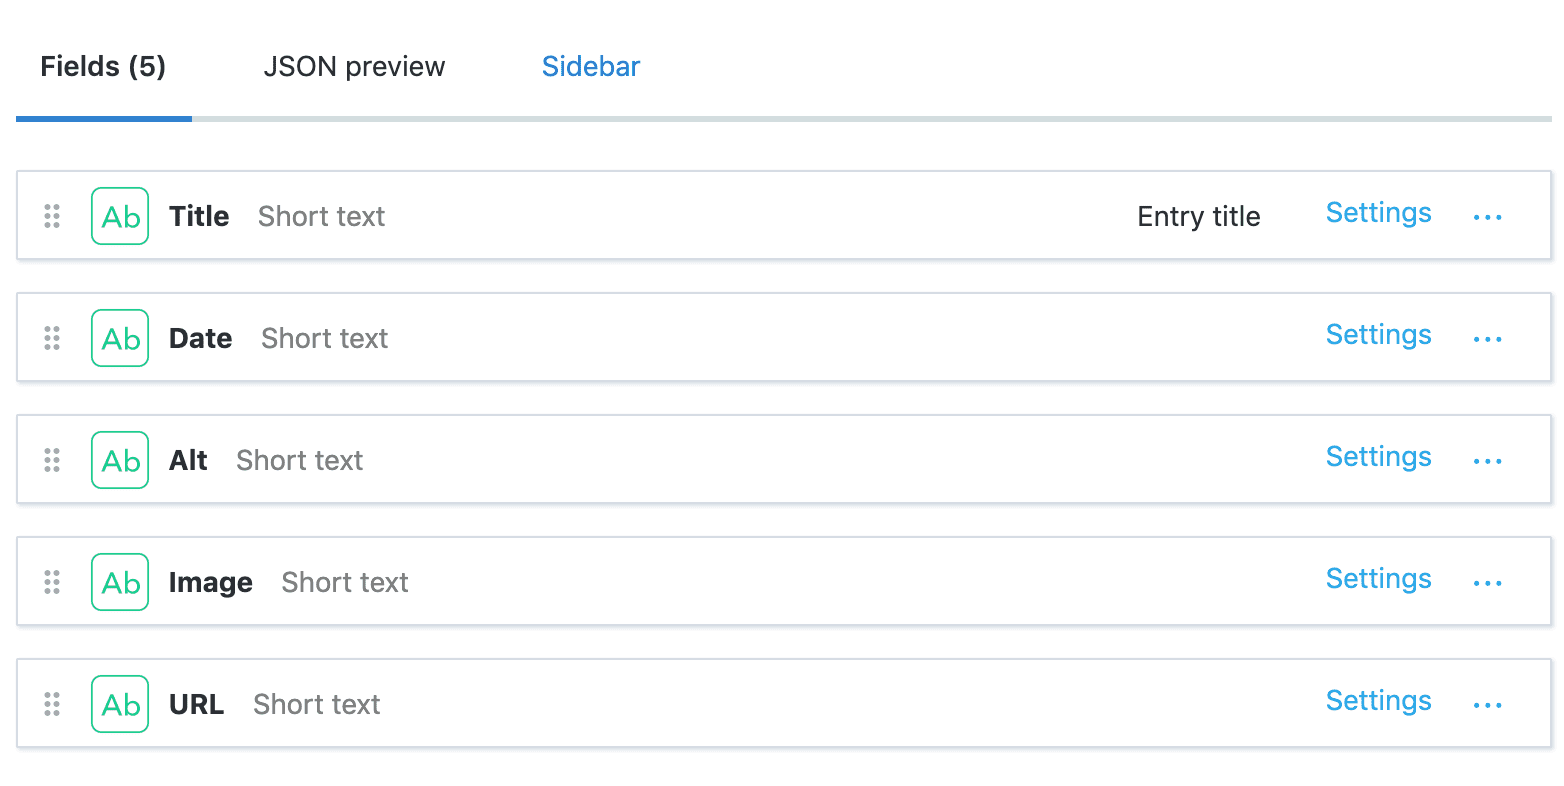 Fields (5) JSON preview Sidebar
Ab Title Short text Entry title Settings ...
Ab Date Short text Settings ...
Ab Alt Short text Settings ...
Ab Image Short text Settings ...
Ab URL Short text Settings ...